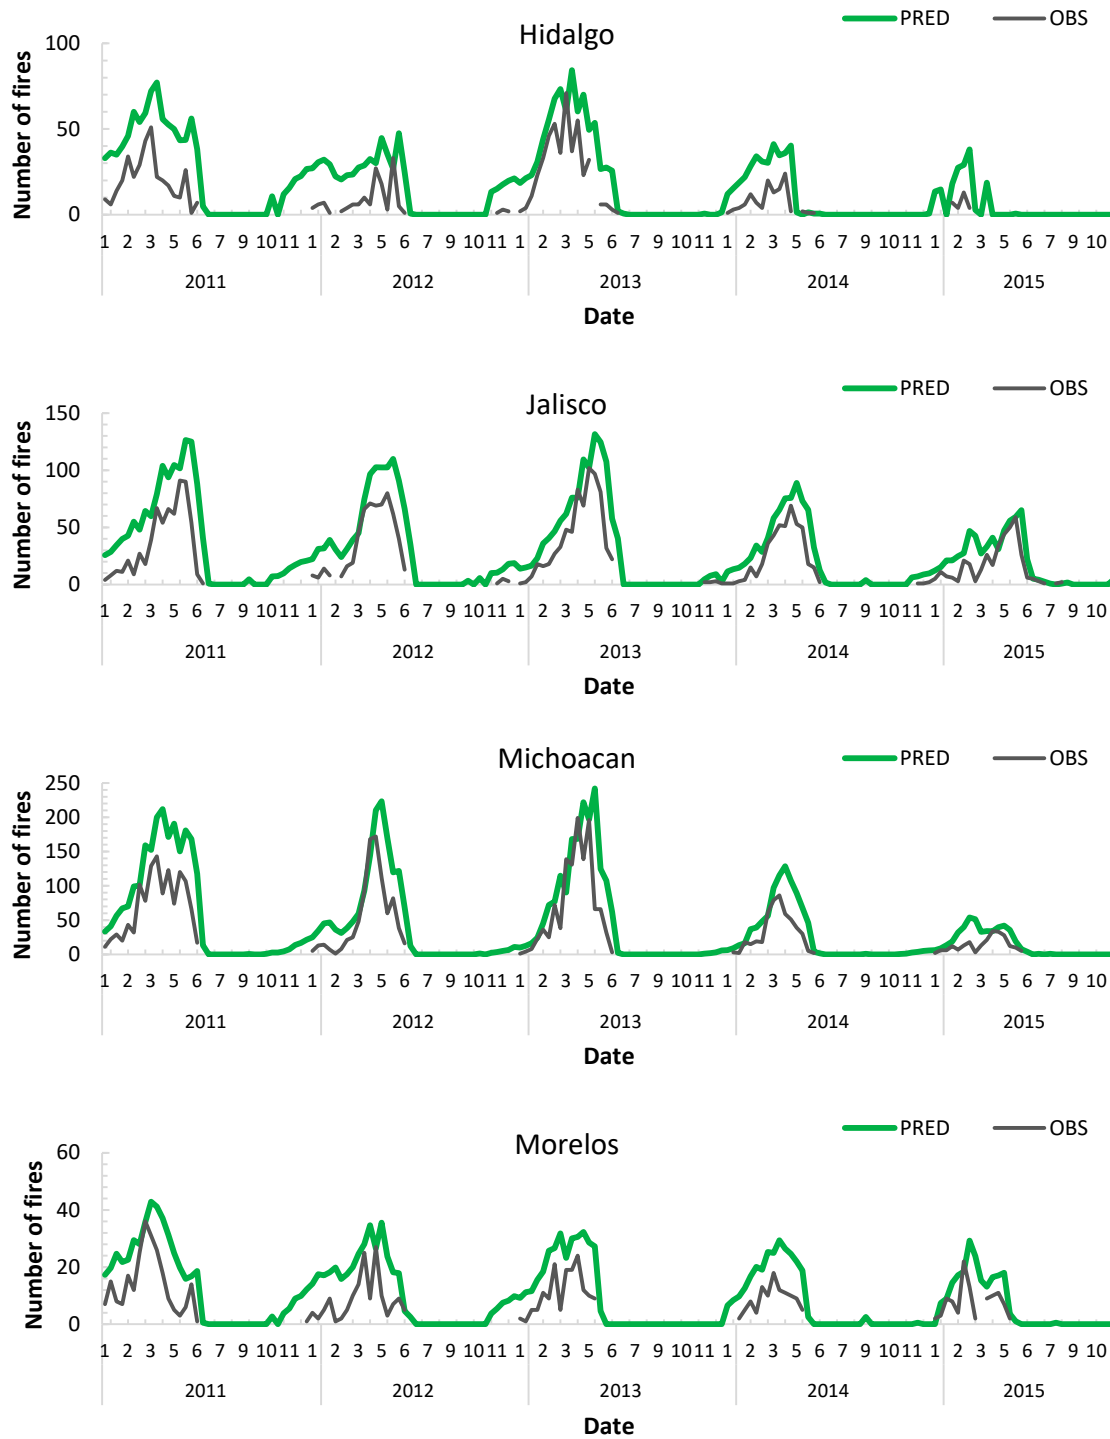 PRED OBS
Hidalgo
Number of fires
100
50
0
1 2 3 5 6 7 9 10 11 1 2 3 5 6 7 9 10 11 1 2 3 5 6 7 9 10 11 1 2 3 5 6 7 9 10 11 1 2 3 5 6 7 9 10
2011 2012 2013 2014 2015
Date
PRED OBS
Jalisco
Number of fires
150
100
50
0
1 2 3 5 6 7 9 10 11 1 2 3 5 6 7 9 10 11 1 2 3 5 6 7 9 10 11 1 2 3 5 6 7 9 10 11 1 2 3 5 6 7 9 10
2011 2012 2013 2014 2015
Date
PRED OBS
Michoacan
Number of fires
250
200
150
100
50
0
1 2 3 5 6 7 9 10 11 1 2 3 5 6 7 9 10 11 1 2 3 5 6 7 9 10 11 1 2 3 5 6 7 9 10 11 1 2 3 5 6 7 9 10
2011 2012 2013 2014 2015
Date
PRED OBS
Morelos
Number of fires
60
40
20
0
1 2 3 5 6 7 9 10 11 1 2 3 5 6 7 9 10 11 1 2 3 5 6 7 9 10 11 1 2 3 5 6 7 9 10 11 1 2 3 5 6 7 9 10
2011 2012 2013 2014 2015
Date